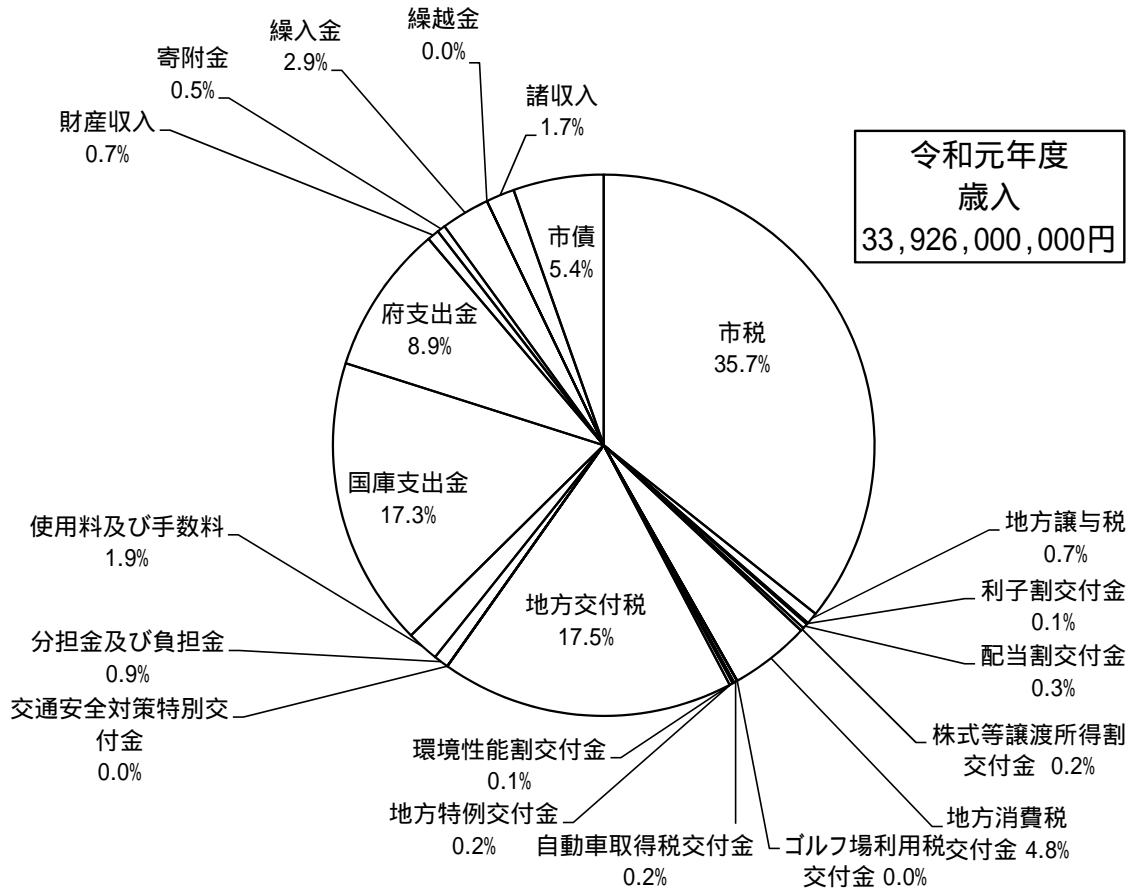 繰越金
0.0%
繰入金
2.9%
寄附金
0.5%
財産収入
0.7%
諸収入
1.7%
令和元年度
歳入
33,926,000,000円
市債
5.4%
府支出金
8.9%
市税
35.7%
国庫支出金
17.3%
地方交付税
17.5%
使用料及び手数料
1.9%
分担金及び負担金
0.9%
交通安全対策特別交
付金
0.0%
環境性能割交付金
0.1%
地方特例交付金
0.2%
自動車取得税交付金
0.2%
ゴルフ場利用税
交付金 0.0%
地方消費税
交付金 4.8%
株式等譲渡所得割
交付金 0.2%
配当割交付金
0.3%
利子割交付金
0.1%
地方譲与税
0.7%